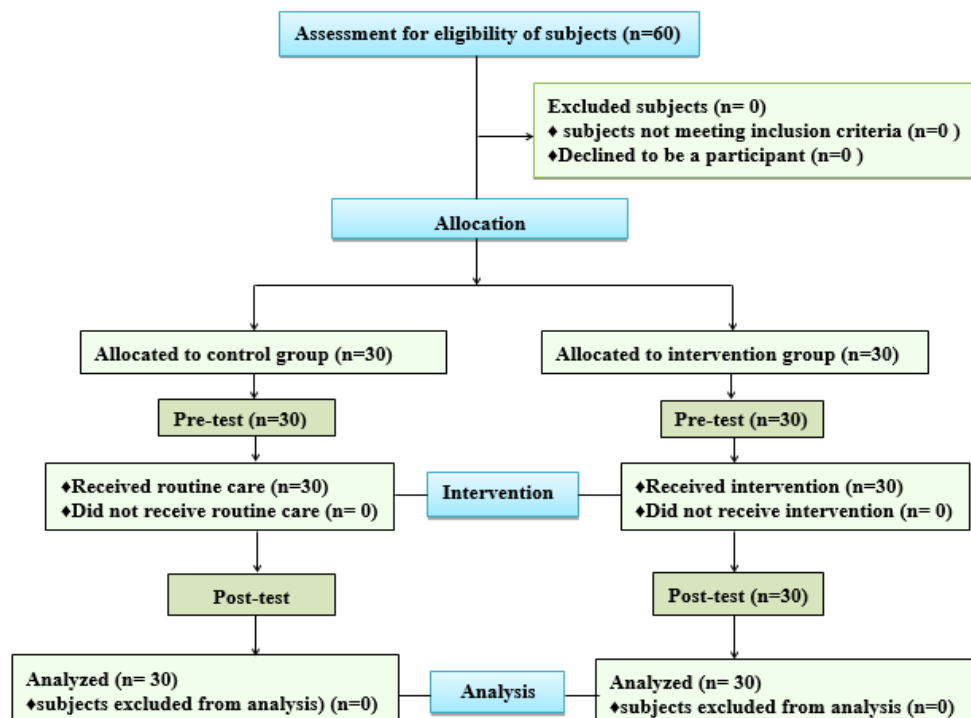 Assessment for eligibility of subjects (n=60)
Excluded subjects (n= 0)
♦ subjects not meeting inclusion criteria (n=0 )
♦Declined to be a participant (n=0 )
Allocation
Allocated to control group (n=30)
Allocated to intervention group (n=30)
Pre-test (n=30)
Pre-test (n=30)
♦Received routine care (n=30)
♦Did not receive routine care (n= 0)
Intervention
♦Received intervention (n=30)
♦Did not receive intervention (n= 0)
Post-test
Post-test (n=30)
Analyzed (n= 30)
♦subjects excluded from analysis) (n=0)
Analysis
Analyzed (n= 30)
♦subjects excluded from analysis (n=0)